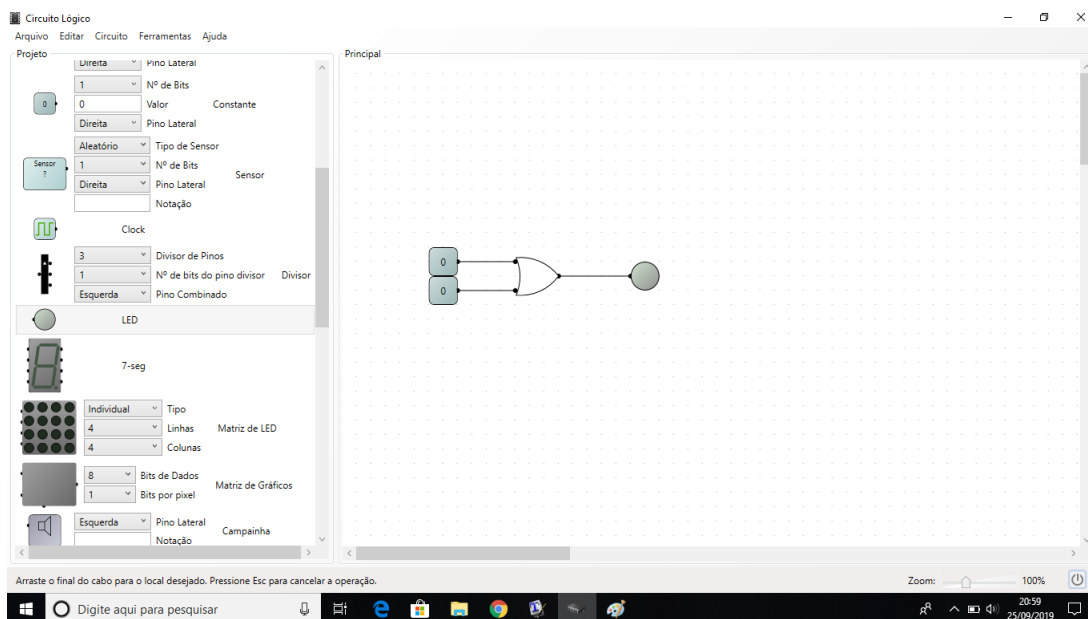 Circuito Lógico
Arquivo Editar Circuito Ferramentas Ajuda
Projeto
Direita Pino Lateral
1 Nº de Bits
0 0 Valor Constante
Direita Pino Lateral
Aleatório Tipo de Sensor
Sensor ? 1 Nº de Bits Sensor
Direita Pino Lateral
Notação
Clock
3 Divisor de Pinos
1 Nº de bits do pino divisor Divisor
Esquerda Pino Combinado
LED
7-seg
Individual Tipo
4 Linhas Matriz de LED
4 Colunas
8 Bits de Dados Matriz de Gráficos
1 Bits por pixel
Esquerda Pino Lateral Campainha
Notação
Principal
0
0
Arraste o final do cabo para o local desejado. Pressione Esc para cancelar a operação.
Zoom: 100%
Digite aqui para pesquisar
20:59
25/09/2019